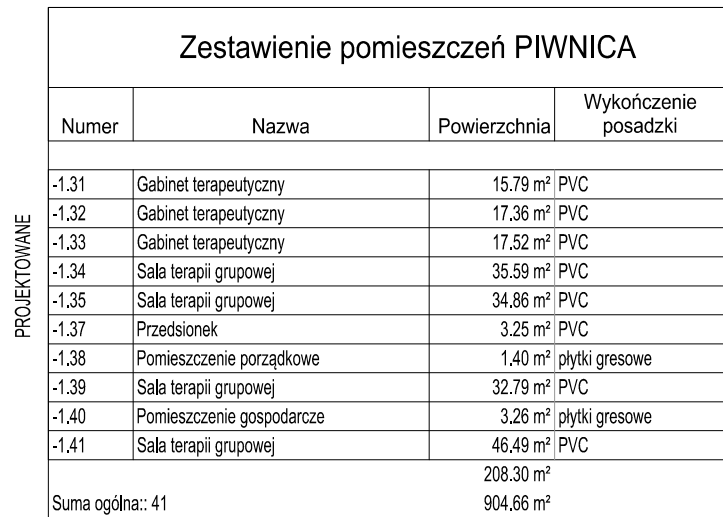 Zestawienie pomieszczeń PIWNICA
Numer Nazwa Powierzchnia Wykończenie posadzki
PROJEKTOWANE
-1.31 Gabinet terapeutyczny 15.79 m² PVC
-1.32 Gabinet terapeutyczny 17.36 m² PVC
-1.33 Gabinet terapeutyczny 17.52 m² PVC
-1.34 Sala terapii grupowej 35.59 m² PVC
-1.35 Sala terapii grupowej 34.86 m² PVC
-1.37 Przedsionek 3.25 m² PVC
-1.38 Pomieszczenie porządkowe 1.40 m² płytki gresowe
-1.39 Sala terapii grupowej 32.79 m² PVC
-1.40 Pomieszczenie gospodarcze 3.26 m² płytki gresowe
-1.41 Sala terapii grupowej 46.49 m² PVC
208.30 m²
Suma ogólna:: 41 904.66 m²